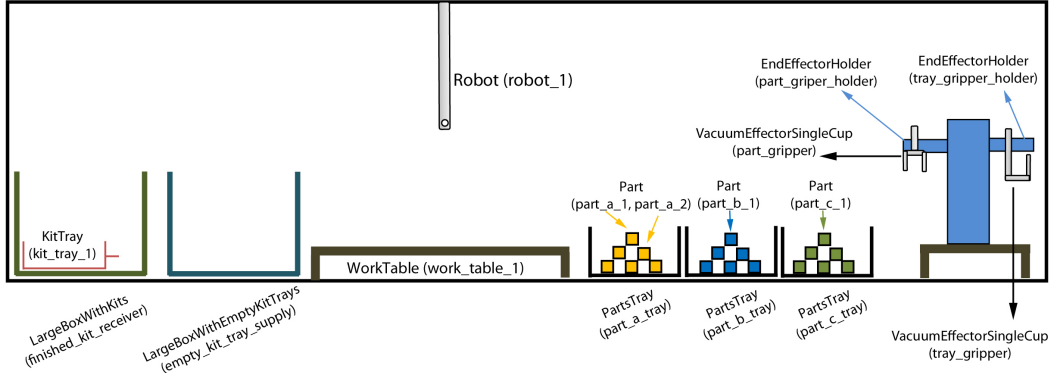 EndEffectorHolder
(part_griper_holder)
EndEffectorHolder
(tray_gripper_holder)
Robot (robot_1)
VacuumEffectorSingleCup
(part_gripper)
Part
(part_a_1, part_a_2)
Part
(part_b_1)
Part
(part_c_1)
KitTray
(kit_tray_1)
WorkTable (work_table_1)
LargeBoxWithKits
(finished_kit_receiver)
LargeBoxWithEmptyKitTrays
(empty_kit_tray_supply)
PartsTray
(part_a_tray)
PartsTray
(part_b_tray)
PartsTray
(part_c_tray)
VacuumEffectorSingleCup
(tray_gripper)